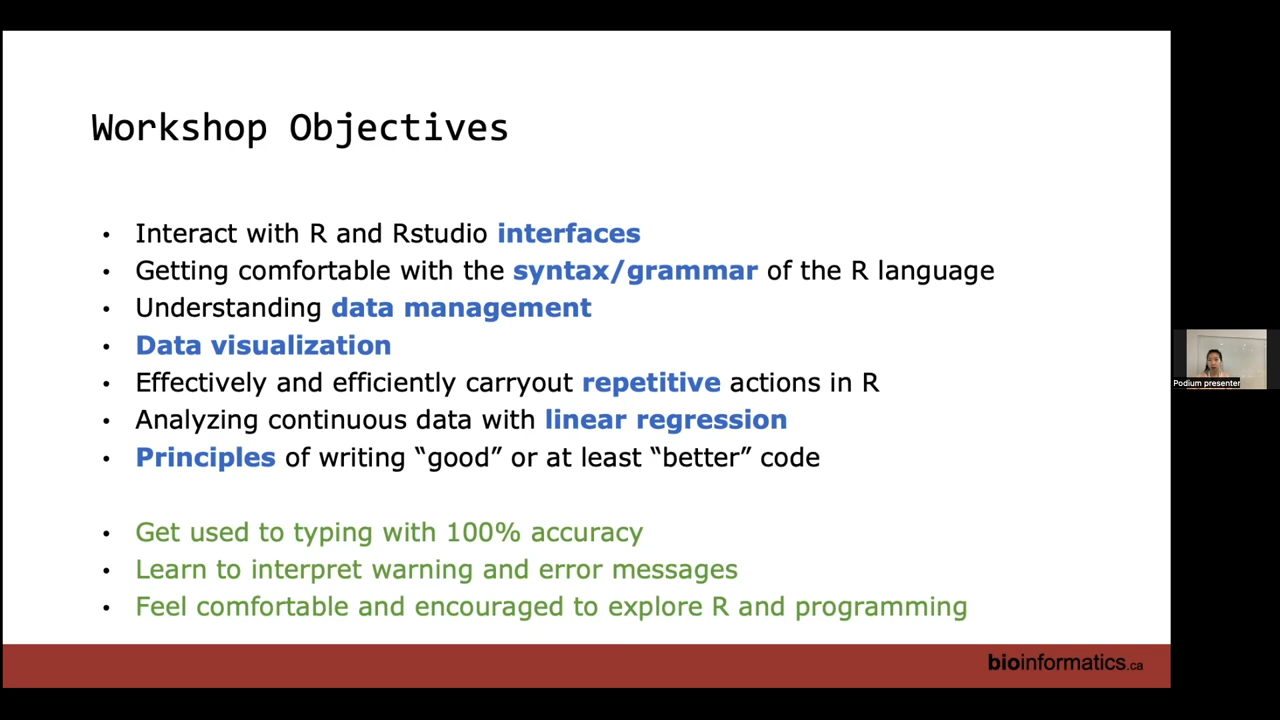 Workshop Objectives
• Interact with R and Rstudio interfaces
• Getting comfortable with the syntax/grammar of the R language
• Understanding data management
• Data visualization
• Effectively and efficiently carryout repetitive actions in R
• Analyzing continuous data with linear regression
• Principles of writing “good” or at least “better” code
• Get used to typing with 100% accuracy
• Learn to interpret warning and error messages
• Feel comfortable and encouraged to explore R and programming
bioinformatics.ca
Podium presenter